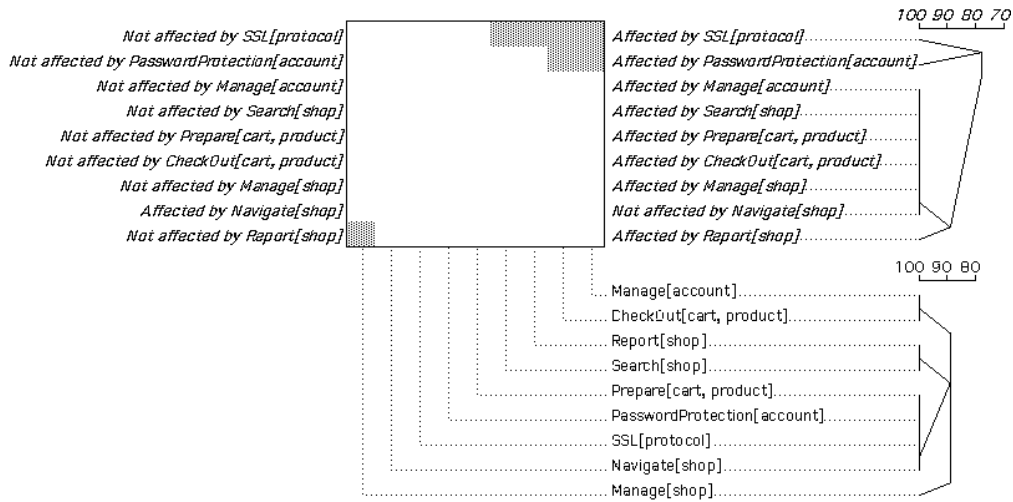 100 90 80 70
Not affected by SSL[protocol] Affected by SSL[protocol]
Not affected by PasswordProtection[account] Affected by PasswordProtection[account]
Not affected by Manage[account] Affected by Manage[account]
Not affected by Search[shop] Affected by Search[shop]
Not affected by Prepare[cart, product] Affected by Prepare[cart, product]
Not affected by CheckOut[cart, product] Affected by CheckOut[cart, product]
Not affected by Manage[shop] Affected by Manage[shop]
Affected by Navigate[shop] Not affected by Navigate[shop]
Not affected by Report[shop] Affected by Report[shop]
100 90 80
Manage[account]
CheckOut[cart, product]
Report[shop]
Search[shop]
Prepare[cart, product]
PasswordProtection[account]
SSL[protocol]
Navigate[shop]
Manage[shop]